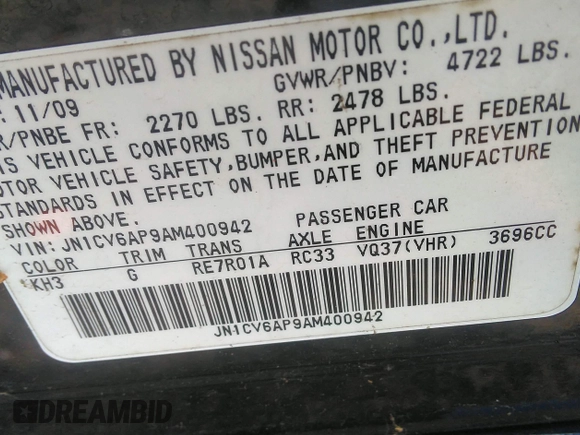 MANUFACTURED BY NISSAN MOTOR CO.,LTD.
: 11/09 GVWR/PNBV: 4722 LBS.
R/PNBE FR: 2270 LBS. RR: 2478 LBS.
IS VEHICLE CONFORMS TO ALL APPLICABLE FEDERAL
OTOR VEHICLE SAFETY,BUMPER,AND THEFT PREVENTION
STANDARDS IN EFFECT ON THE DATE OF MANUFACTURE
SHOWN ABOVE.
VIN: JN1CV6AP9AM400942 PASSENGER CAR
COLOR TRIM TRANS AXLE ENGINE
KH3 G RE7R01A RC33 VQ37(VHR) 3696CC
JN1CV6AP9AM400942
DREAMBID